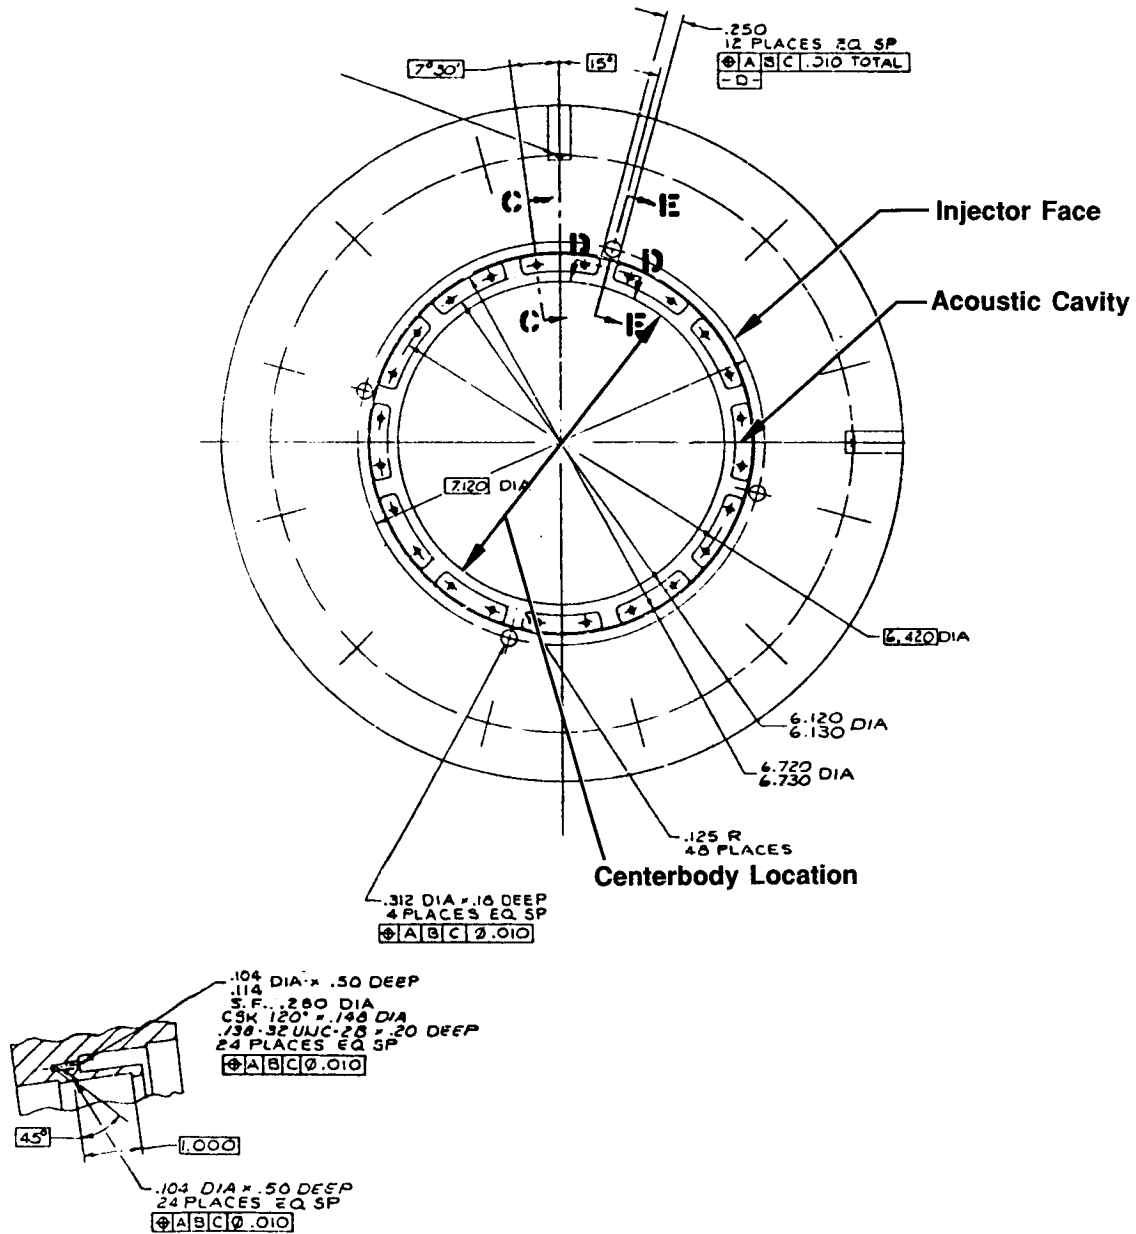 .250
12 PLACES EQ SP
⌖ A B C .010 TOTAL
-D-
7°30'
15°
C
E
D
D
C
E
Injector Face
Acoustic Cavity
7.120 DIA
6.420 DIA
6.120
6.130 DIA
6.720
6.730 DIA
.125 R
48 PLACES
Centerbody Location
.312 DIA × .18 DEEP
4 PLACES EQ SP
⌖ A B C Ø .010
.104
.114 DIA × .50 DEEP
S.F. .280 DIA
CSK 120° × .148 DIA
.138-32 UNC-2B × .20 DEEP
24 PLACES EQ SP
⌖ A B C Ø .010
45°
1.000
.104 DIA × .50 DEEP
24 PLACES EQ SP
⌖ A B C Ø .010